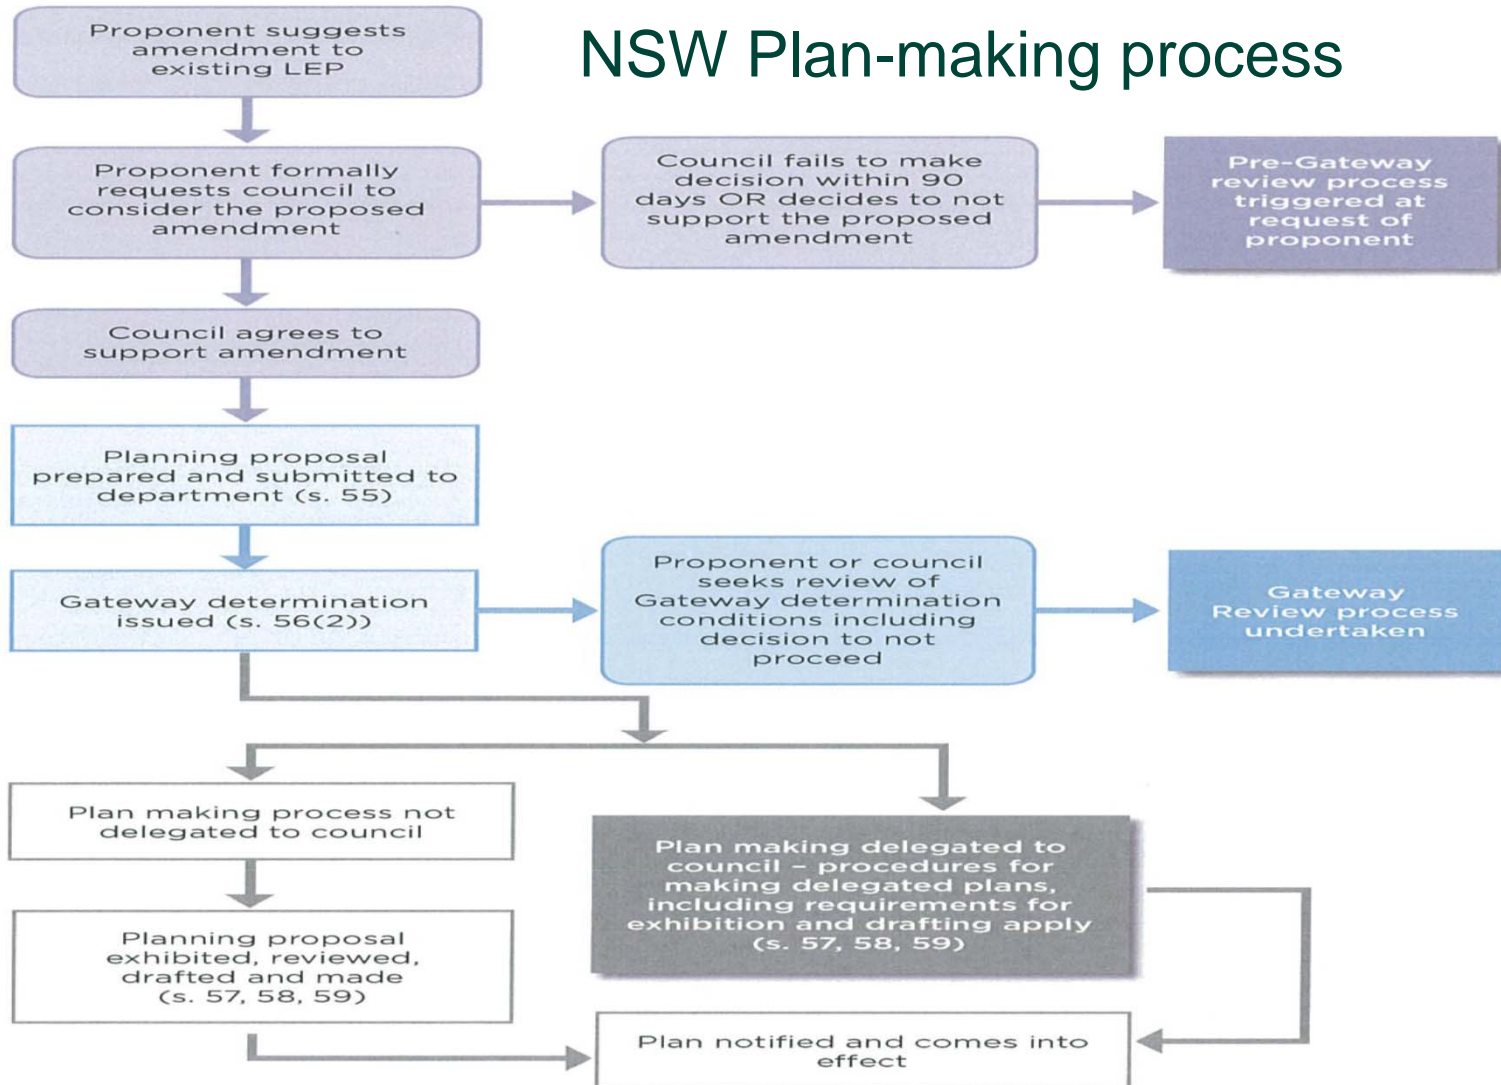 NSW Plan-making process
Proponent suggests
amendment to
existing LEP
Proponent formally
requests council to
consider the proposed
amendment
Council fails to make
decision within 90
days OR decides to not
support the proposed
amendment
Pre-Gateway
review process
triggered at
request of
proponent
Council agrees to
support amendment
Planning proposal
prepared and submitted to
department (s. 55)
Gateway determination
issued (s. 56(2))
Proponent or council
seeks review of
Gateway determination
conditions including
decision to not
proceed
Gateway
Review process
undertaken
Plan making process not
delegated to council
Plan making delegated to
council – procedures for
making delegated plans,
including requirements for
exhibition and drafting apply
(s. 57, 58, 59)
Planning proposal
exhibited, reviewed,
drafted and made
(s. 57, 58, 59)
Plan notified and comes into
effect